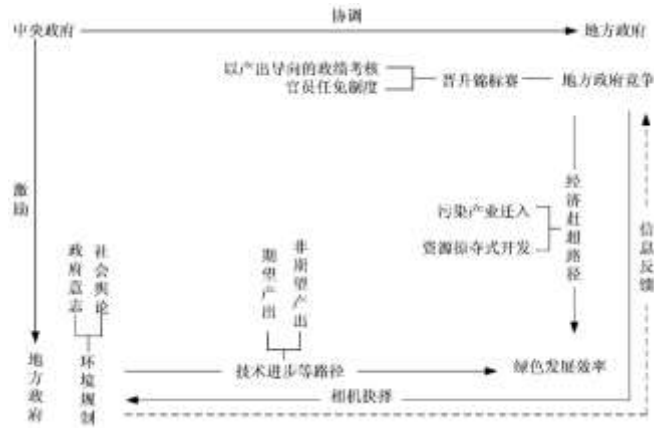 协调
中央政府
地方政府
以产出导向的政绩考核
官员任免制度
晋升锦标赛
地方政府竞争
激励
经济赶超路径
污染产业迁入
资源掠夺式开发
信息反馈
政府意志
社会舆论
期望产出
非期望产出
地方政府
环境规制
技术进步等路径
绿色发展效率
相机抉择